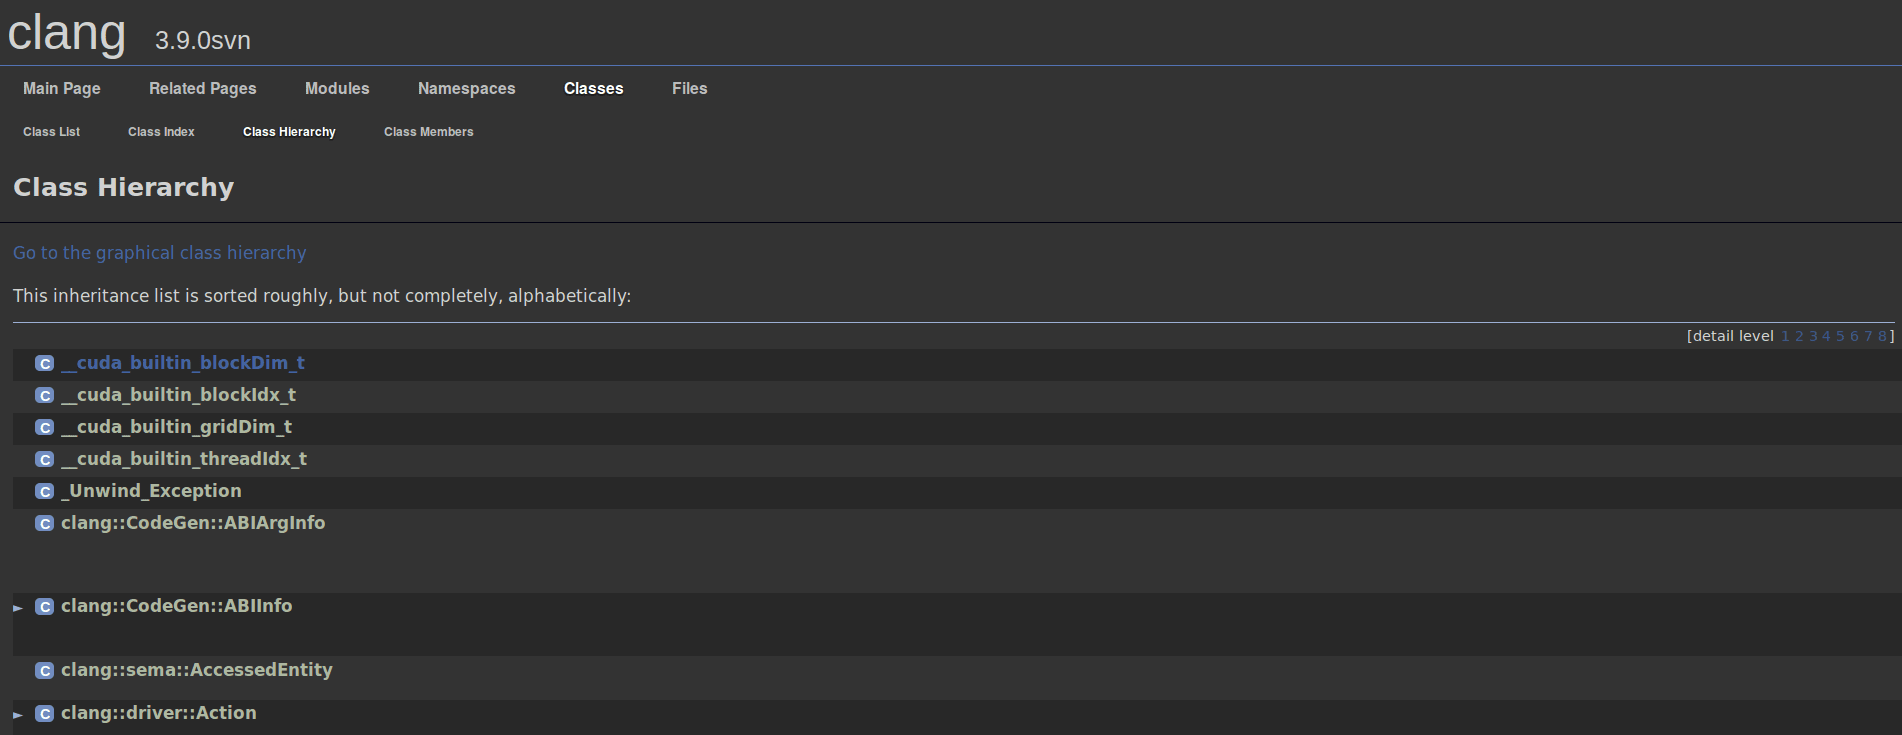 clang 3.9.0svn
Main Page Related Pages Modules Namespaces Classes Files
Class List Class Index Class Hierarchy Class Members
Class Hierarchy
Go to the graphical class hierarchy
This inheritance list is sorted roughly, but not completely, alphabetically:
[detail level 1 2 3 4 5 6 7 8]
C __cuda_builtin_blockDim_t
C __cuda_builtin_blockIdx_t
C __cuda_builtin_gridDim_t
C __cuda_builtin_threadIdx_t
C _Unwind_Exception
C clang::CodeGen::ABIArgInfo
► C clang::CodeGen::ABIInfo
C clang::sema::AccessedEntity
► C clang::driver::Action